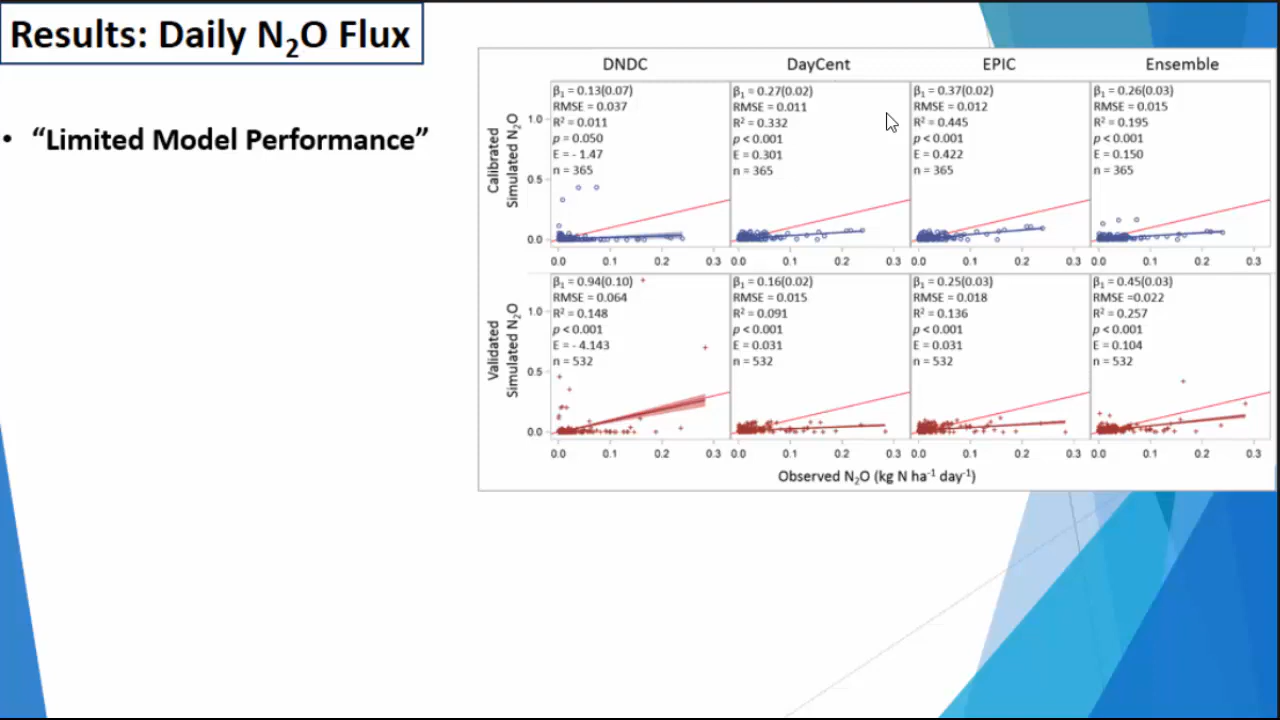 Results: Daily N₂O Flux
• “Limited Model Performance”
DNDC
DayCent
EPIC
Ensemble
Calibrated
Simulated N₂O
1.0
0.5
0.0
β₁ = 0.13(0.07)
RMSE = 0.037
R² = 0.011
p = 0.050
E = - 1.47
n = 365
β₁ = 0.27(0.02)
RMSE = 0.011
R² = 0.332
p < 0.001
E = 0.301
n = 365
β₁ = 0.37(0.02)
RMSE = 0.012
R² = 0.445
p < 0.001
E = 0.422
n = 365
β₁ = 0.26(0.03)
RMSE = 0.015
R² = 0.195
p < 0.001
E = 0.150
n = 365
0.0 0.1 0.2 0.3 0.0 0.1 0.2 0.3 0.0 0.1 0.2 0.3 0.0 0.1 0.2 0.3
Validated
Simulated N₂O
1.0
0.5
0.0
β₁ = 0.94(0.10)
RMSE = 0.064
R² = 0.148
p < 0.001
E = - 4.143
n = 532
β₁ = 0.16(0.02)
RMSE = 0.015
R² = 0.091
p < 0.001
E = 0.031
n = 532
β₁ = 0.25(0.03)
RMSE = 0.018
R² = 0.136
p < 0.001
E = 0.031
n = 532
β₁ = 0.45(0.03)
RMSE =0.022
R² = 0.257
p < 0.001
E = 0.104
n = 532
0.0 0.1 0.2 0.3 0.0 0.1 0.2 0.3 0.0 0.1 0.2 0.3 0.0 0.1 0.2 0.3
Observed N₂O (kg N ha⁻¹ day⁻¹)